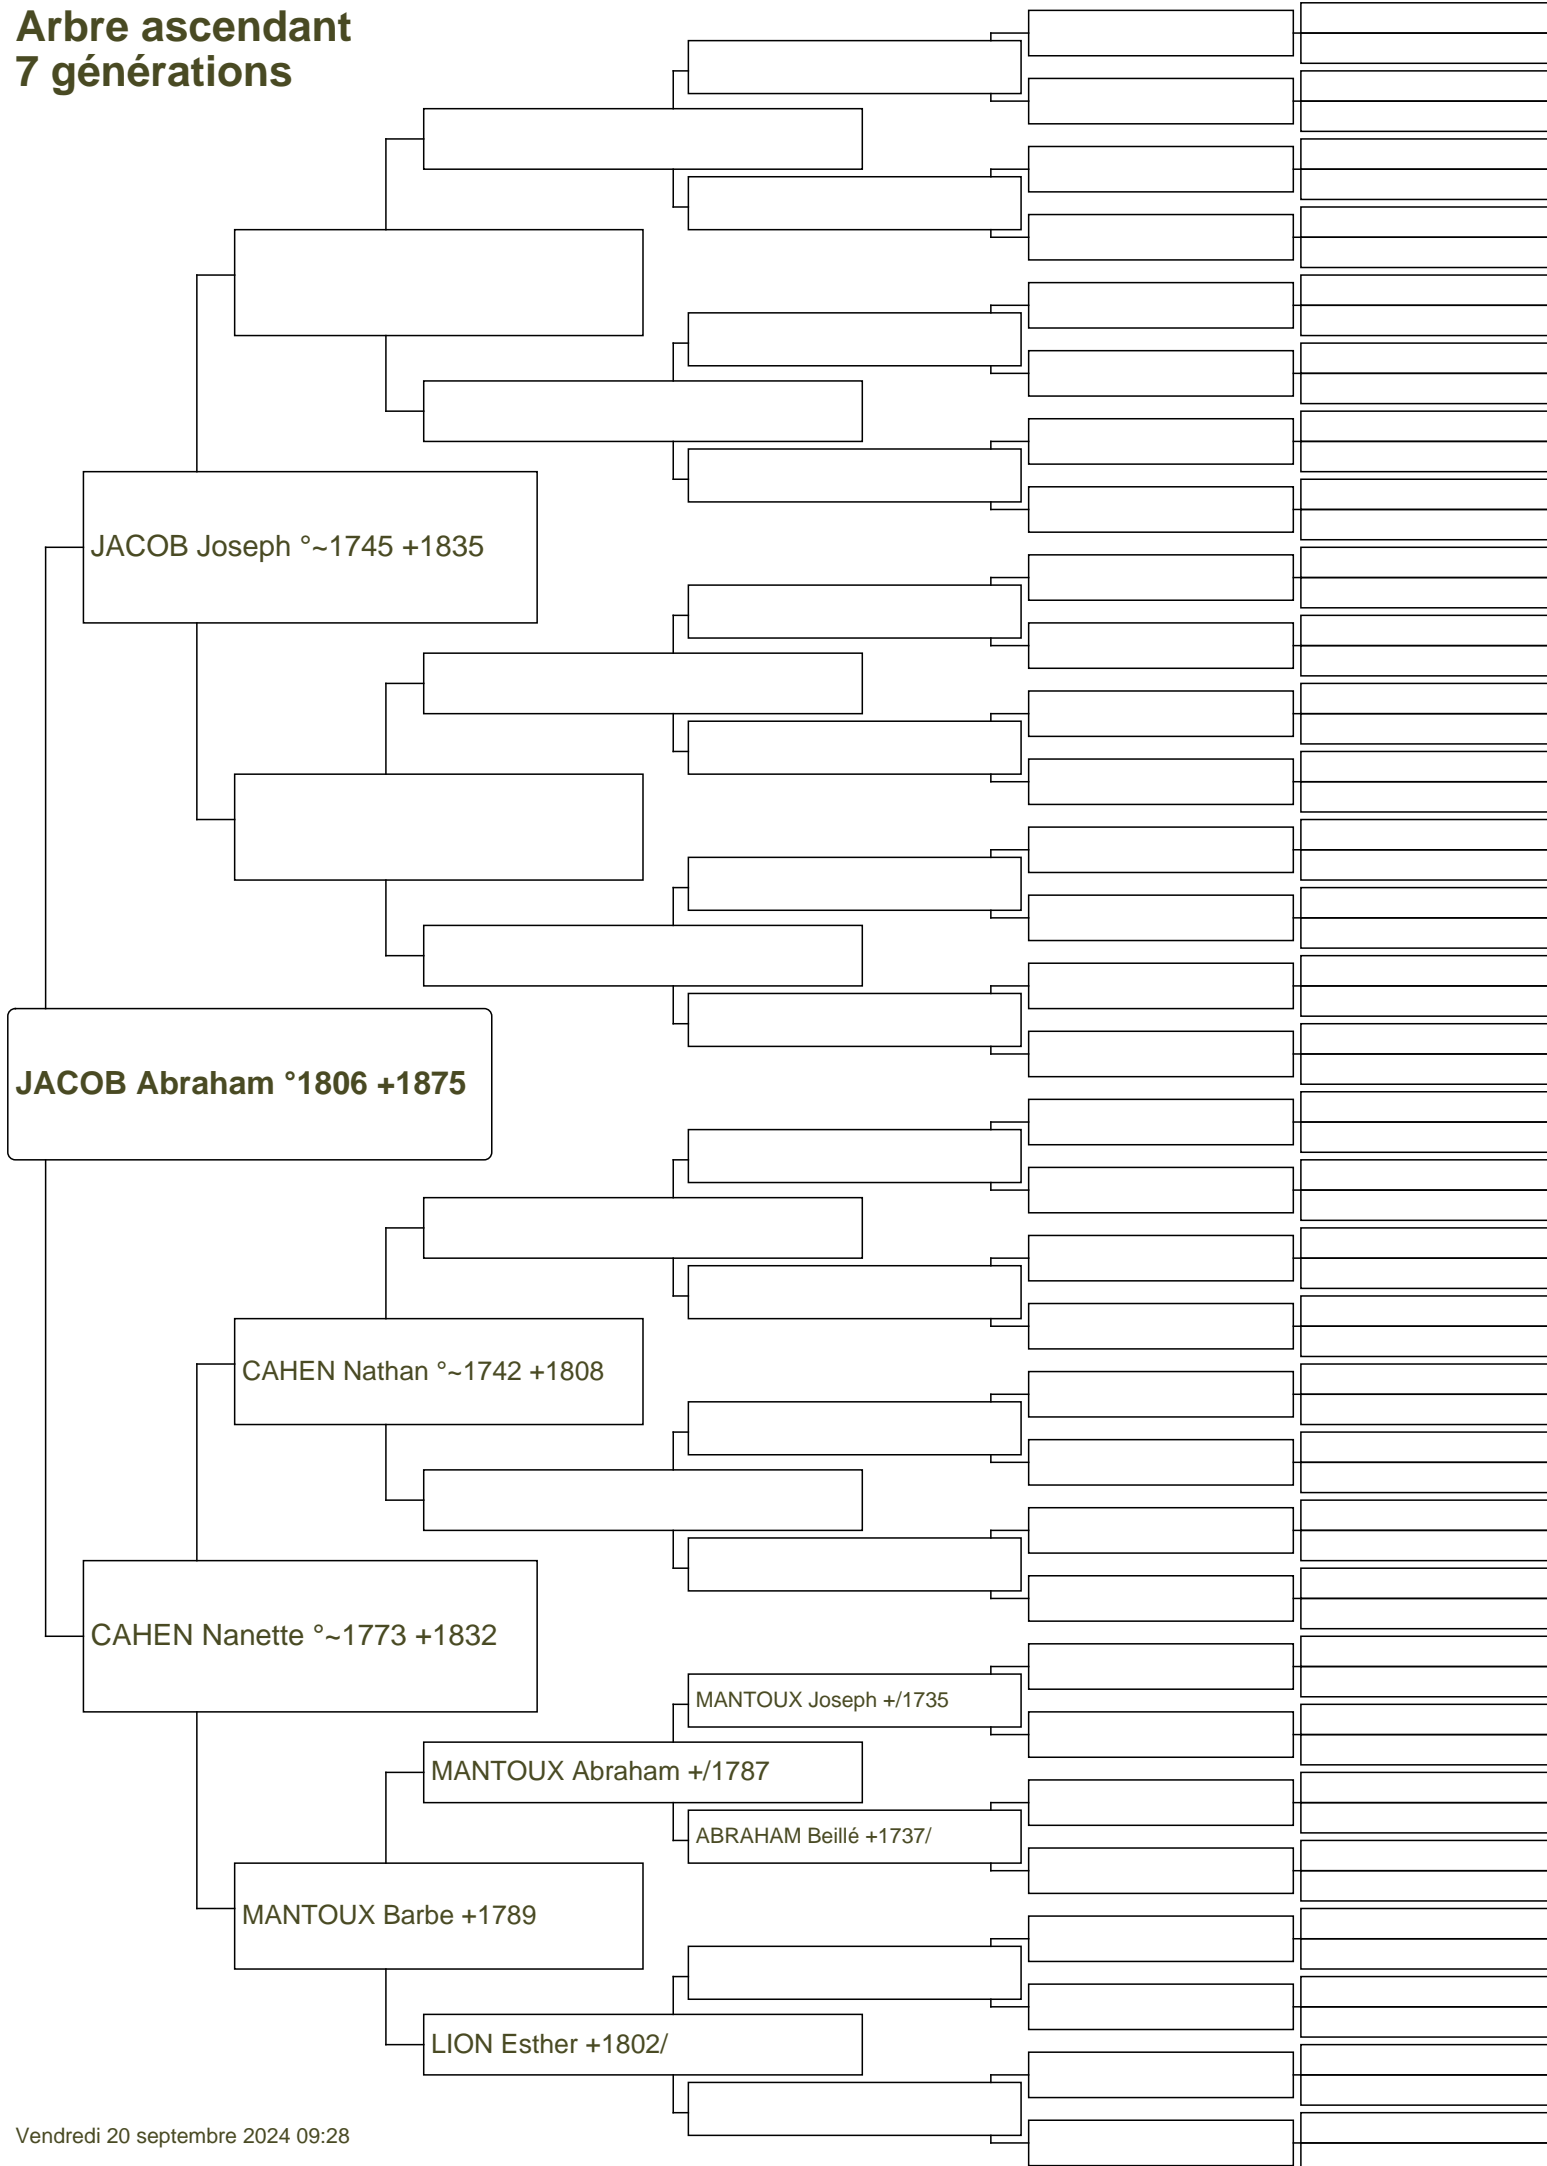 Arbre ascendant
7 générations
JACOB Joseph °~1745 +1835
JACOB Abraham °1806 +1875
CAHEN Nathan °~1742 +1808
CAHEN Nanette °~1773 +1832
MANTOUX Joseph +/1735
MANTOUX Abraham +/1787
ABRAHAM Beillé +1737/
MANTOUX Barbe +1789
LION Esther +1802/
Vendredi 20 septembre 2024 09:28